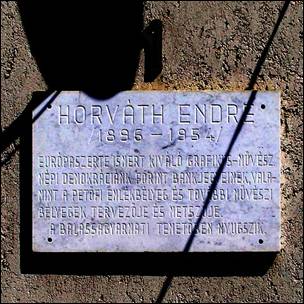 HORVÁTH ENDRE
/1896-1954/
EURÓPASZERTE ISMERT KIVÁLÓ GRAFIKUS-MŰVÉSZ
NÉPI DEMOKRÁCIÁNK FORINT BANKJEGYEINEK, VALA-
MINT A PETŐFI EMLÉKBÉLYEG ÉS TOVÁBBI MŰVÉSZI
BÉLYEGEK TERVEZŐJE ÉS METSZŐJE.
A BALASSAGYARMATI TEMETŐBEN NYUGSZIK.